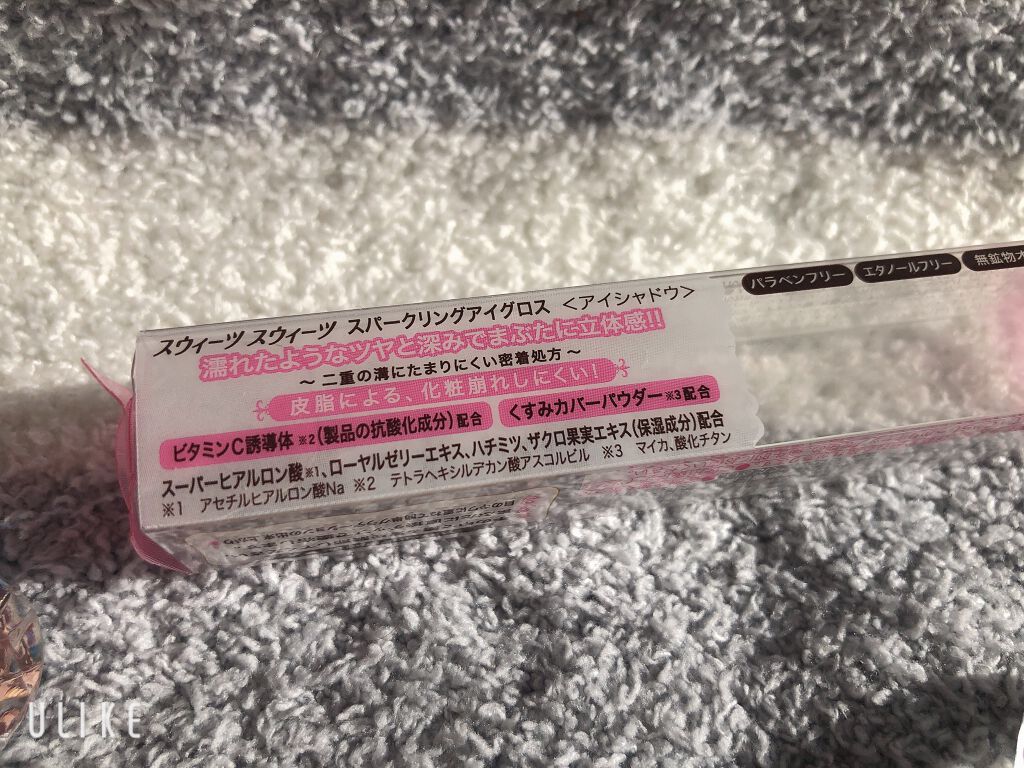 スウィーツ スウィーツ スパークリングアイグロス <アイシャドウ>
濡れたようなツヤと深みでまぶたに立体感!!
～ 二重の溝にたまりにくい密着処方 ～
皮脂による、化粧崩れしにくい!
ビタミンC誘導体 ※2(製品の抗酸化成分)配合 くすみカバーパウダー※3配合
スーパーヒアルロン酸※1、ローヤルゼリーエキス、ハチミツ、ザクロ果実エキス(保湿成分)配合
※1 アセチルヒアルロン酸Na ※2 テトラヘキシルデカン酸アスコルビル ※3 マイカ、酸化チタン
パラベンフリー エタノールフリー 無鉱物オ
ULIKE